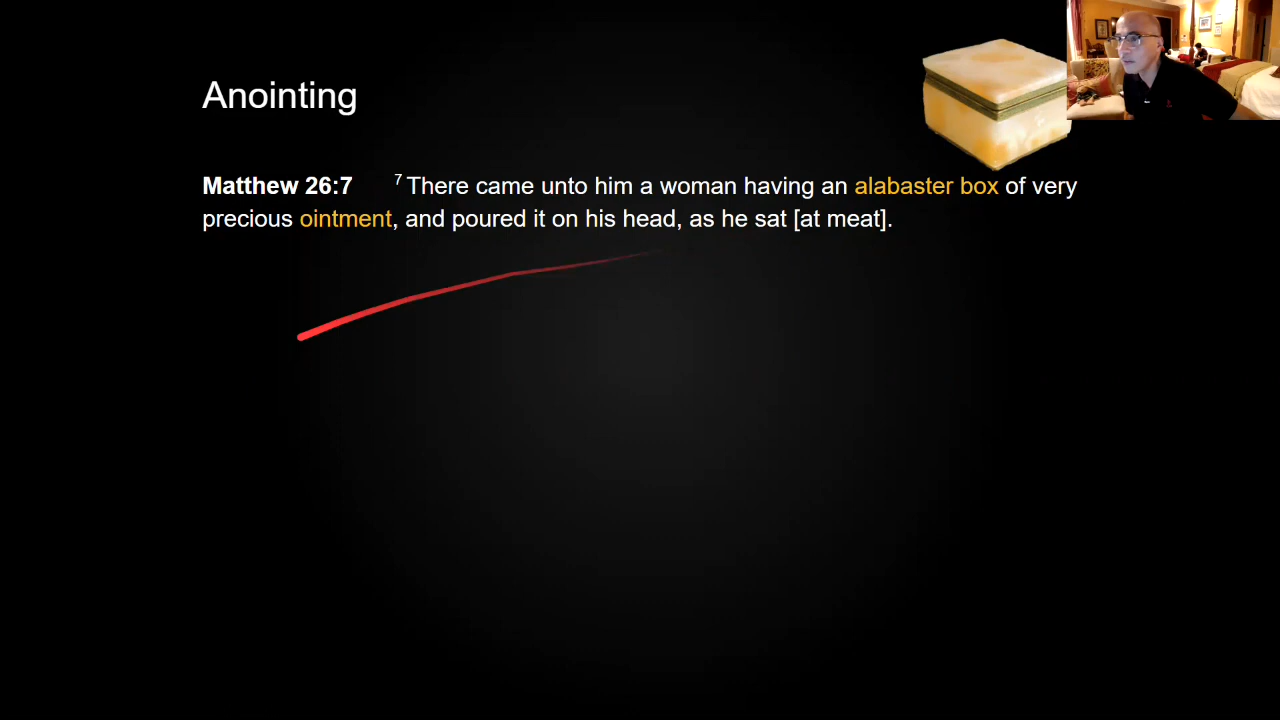 Anointing
Matthew 26:7 7 There came unto him a woman having an alabaster box of very
precious ointment, and poured it on his head, as he sat [at meat].